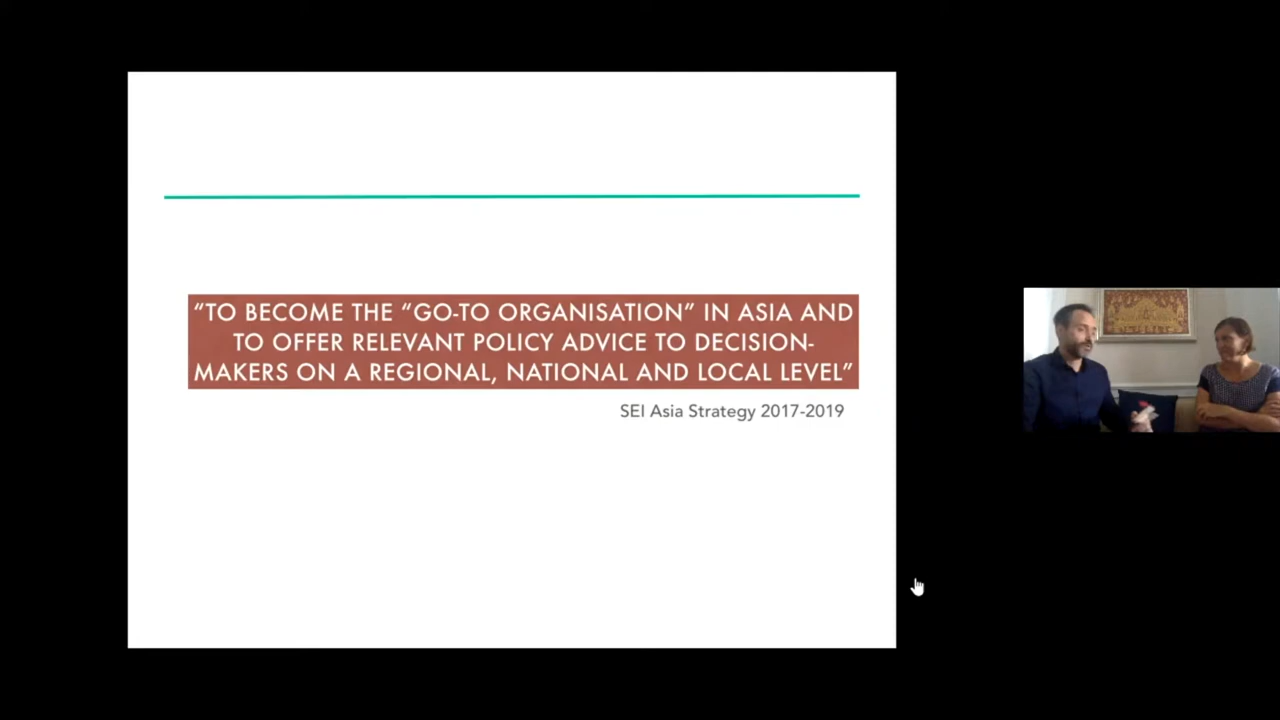 “TO BECOME THE “GO-TO ORGANISATION” IN ASIA AND
TO OFFER RELEVANT POLICY ADVICE TO DECISION-
MAKERS ON A REGIONAL, NATIONAL AND LOCAL LEVEL”
SEI Asia Strategy 2017-2019